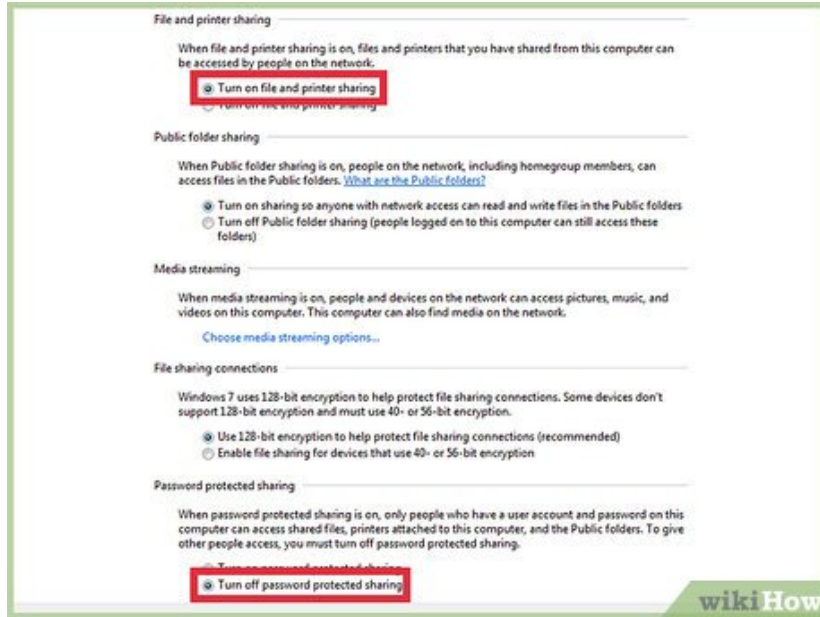 File and printer sharing
When file and printer sharing is on, files and printers that you have shared from this computer can
be accessed by people on the network.
Turn on file and printer sharing
Turn off file and printer sharing
Public folder sharing
When Public folder sharing is on, people on the network, including homegroup members, can
access files in the Public folders. What are the Public folders?
Turn on sharing so anyone with network access can read and write files in the Public folders
Turn off Public folder sharing (people logged on to this computer can still access these
folders)
Media streaming
When media streaming is on, people and devices on the network can access pictures, music, and
videos on this computer. This computer can also find media on the network.
Choose media streaming options...
File sharing connections
Windows 7 uses 128-bit encryption to help protect file sharing connections. Some devices don't
support 128-bit encryption and must use 40- or 56-bit encryption.
Use 128-bit encryption to help protect file sharing connections (recommended)
Enable file sharing for devices that use 40- or 56-bit encryption
Password protected sharing
When password protected sharing is on, only people who have a user account and password on this
computer can access shared files, printers attached to this computer, and the Public folders. To give
other people access, you must turn off password protected sharing.
Turn on password protected sharing
Turn off password protected sharing
wikiHow